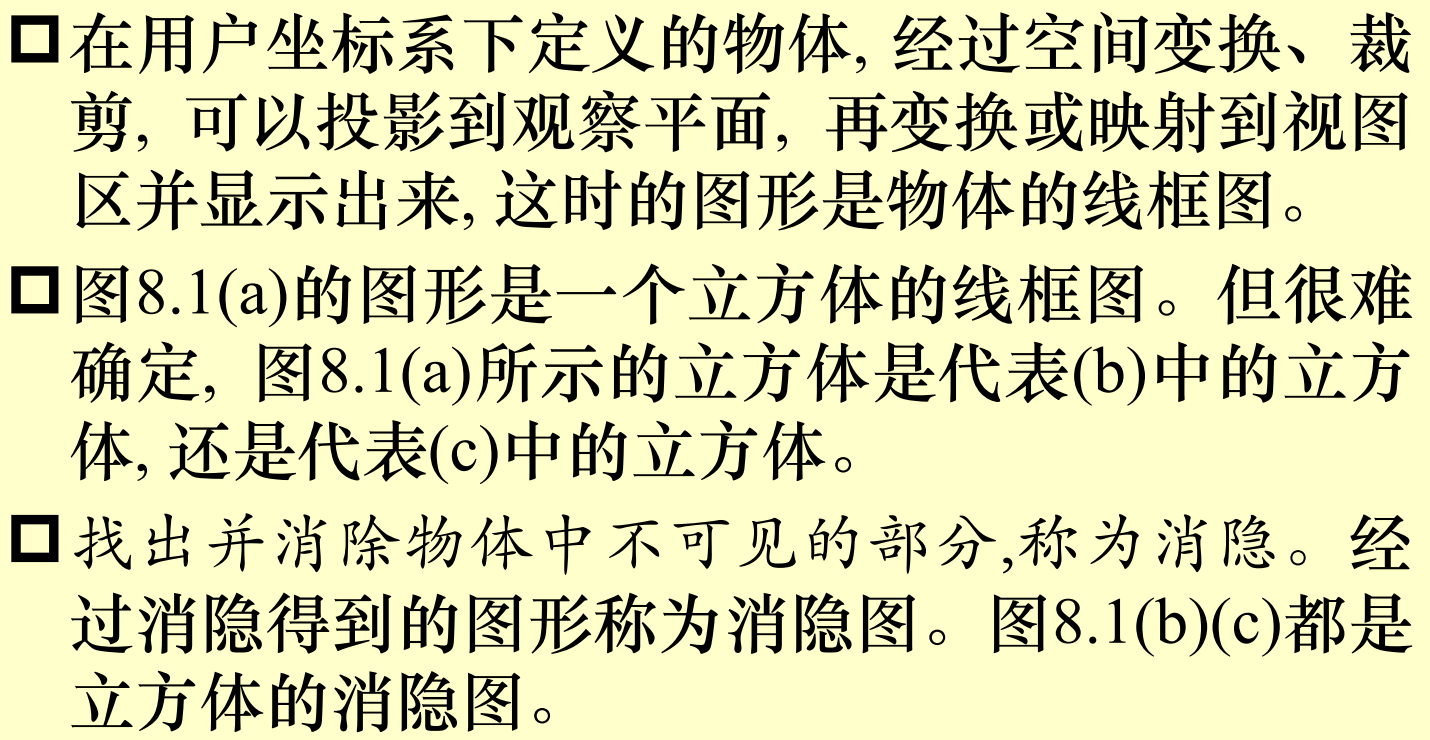 在用户坐标系下定义的物体, 经过空间变换、裁
剪, 可以投影到观察平面, 再变换或映射到视图
区并显示出来, 这时的图形是物体的线框图。
图8.1(a)的图形是一个立方体的线框图。但很难
确定, 图8.1(a)所示的立方体是代表(b)中的立方
体, 还是代表(c)中的立方体。
找出并消除物体中不可见的部分,称为消隐。经
过消隐得到的图形称为消隐图。图8.1(b)(c)都是
立方体的消隐图。